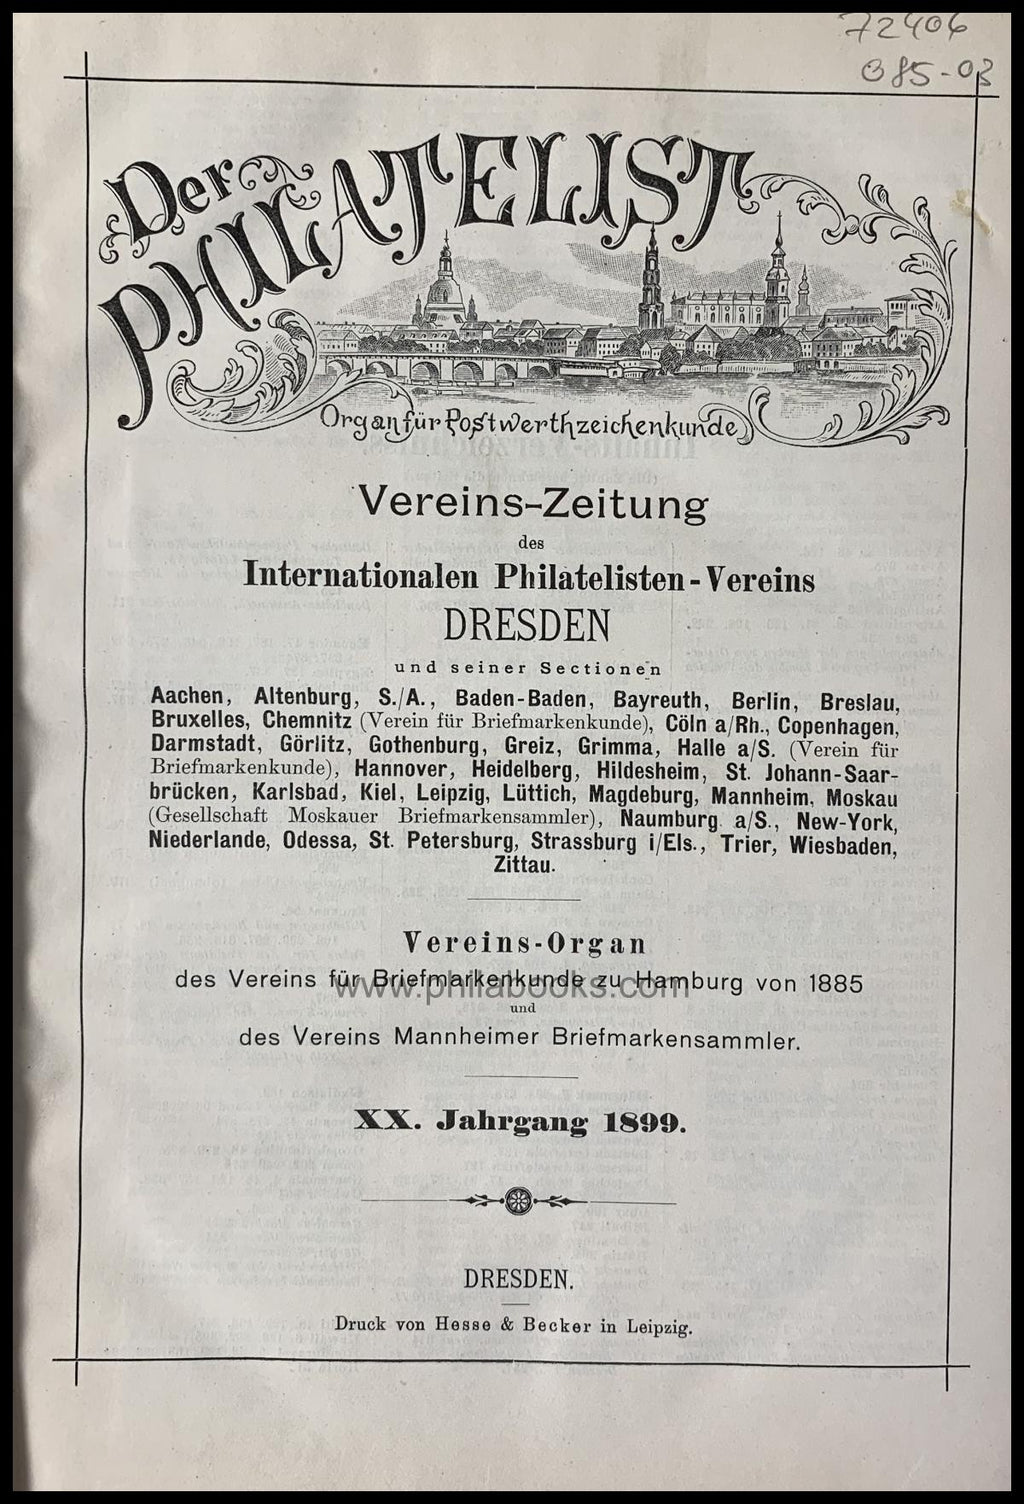 72406
085-03
Der
PHILATELIST
Organ für Postwerthzeichenkunde
Vereins-Zeitung
des
Internationalen Philatelisten-Vereins
DRESDEN
und seiner Sectionen
Aachen, Altenburg, S./A., Baden-Baden, Bayreuth, Berlin, Breslau,
Bruxelles, Chemnitz (Verein für Briefmarkenkunde), Cöln a/Rh., Copenhagen,
Darmstadt, Görlitz, Gothenburg, Greiz, Grimma, Halle a/S. (Verein für
Briefmarkenkunde), Hannover, Heidelberg, Hildesheim, St. Johann-Saar-
brücken, Karlsbad, Kiel, Leipzig, Lüttich, Magdeburg, Mannheim, Moskau
(Gesellschaft Moskauer Briefmarkensammler), Naumburg a/S., New-York,
Niederlande, Odessa, St. Petersburg, Strassburg i/Els., Trier, Wiesbaden,
Zittau.
Vereins-Organ
des Vereins für Briefmarkenkunde zu Hamburg von 1885
www.philabooks.com
und
des Vereins Mannheimer Briefmarkensammler.
XX. Jahrgang 1899.
DRESDEN.
Druck von Hesse & Becker in Leipzig.